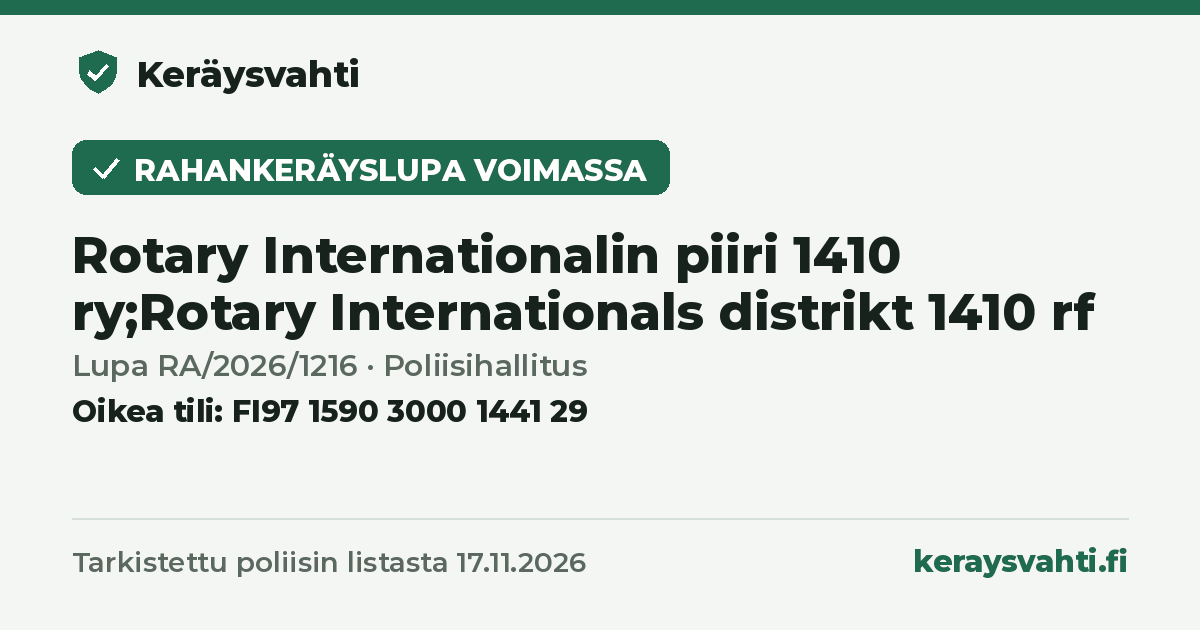 Keräysvahti
RAHANKERÄYSLUPA VOIMASSA
Rotary Internationalin piiri 1410
ry;Rotary Internationals distrikt 1410 rf
Lupa RA/2026/1216 · Poliisihallitus
Oikea tili: FI97 1590 3000 1441 29
Tarkistettu poliisin listasta 17.11.2026
keraysvahti.fi